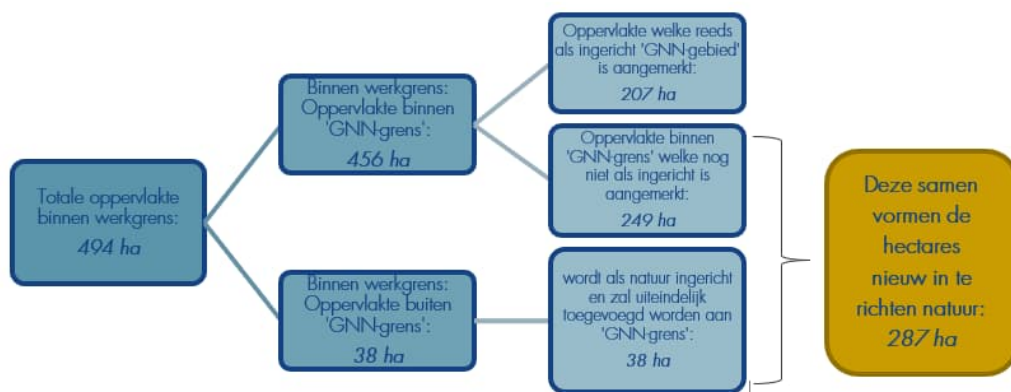 Totale oppervlakte
binnen werkgrens:
494 ha
Binnen werkgrens:
Oppervlakte binnen
'GNN-grens':
456 ha
Binnen werkgrens:
Oppervlakte buiten
'GNN-grens':
38 ha
Oppervlakte welke reeds
als ingericht 'GNN-gebied'
is aangemerkt:
207 ha
Oppervlakte binnen
'GNN-grens' welke nog
niet als ingericht is
aangemerkt:
249 ha
wordt als natuur ingericht
en zal uiteindelijk
toegevoegd worden aan
'GNN-grens':
38 ha
Deze samen
vormen de
hectares
nieuw in te
richten natuur:
287 ha